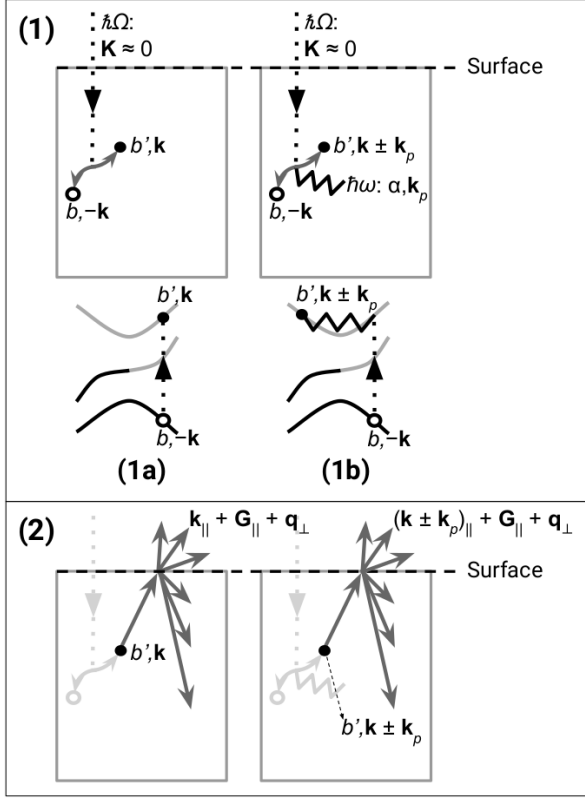 (1)
ħΩ:
K ≈ 0
ħΩ:
K ≈ 0
Surface
b',k
b,−k
b',k ± kₚ
ħω: α,kₚ
b,−k
b',k
b,−k
b',k ± kₚ
b,−k
(1a)
(1b)
(2)
k|| + G|| + q⊥
(k ± kₚ)|| + G|| + q⊥
Surface
b',k
b',k ± kₚ